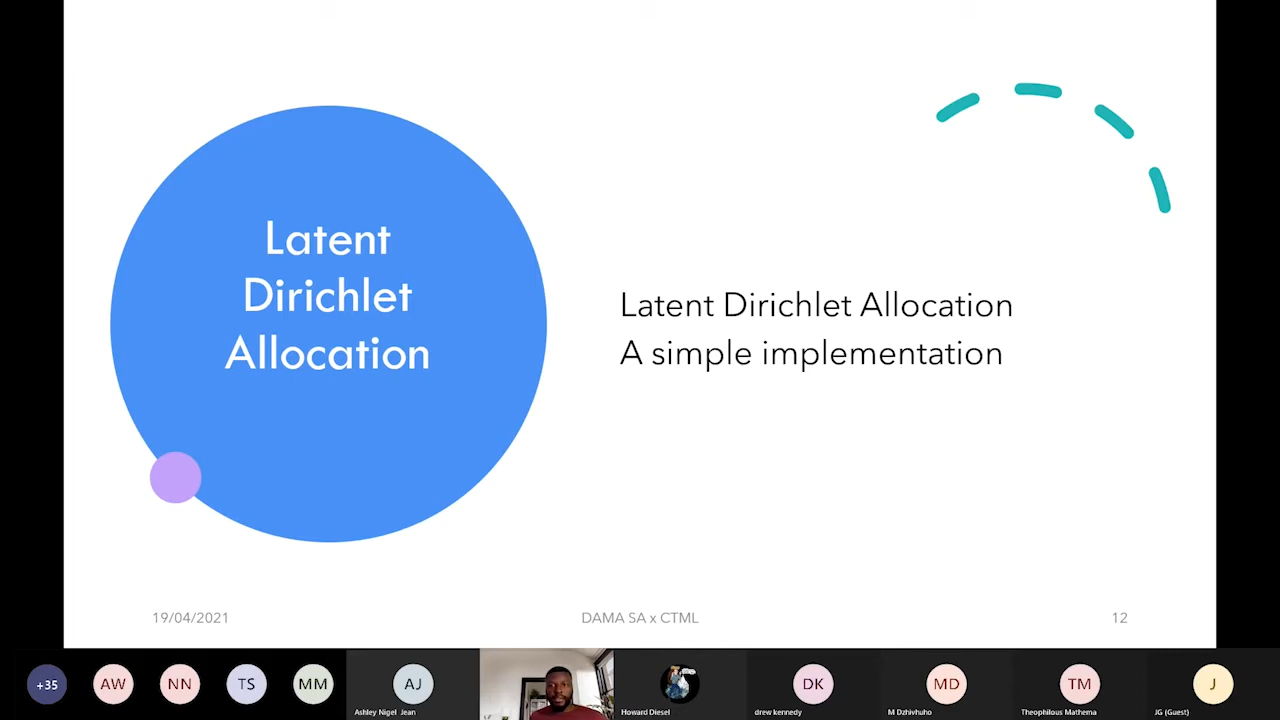 Latent
Dirichlet
Allocation
Latent Dirichlet Allocation
A simple implementation
19/04/2021
DAMA SA x CTML
12
+35
AW
NN
TS
MM
AJ
Ashley Nigel Jean
Howard Diesel
DK
drew kennedy
MD
M Dzhivhuho
TM
Theophilous Mathema
J
JG (Guest)